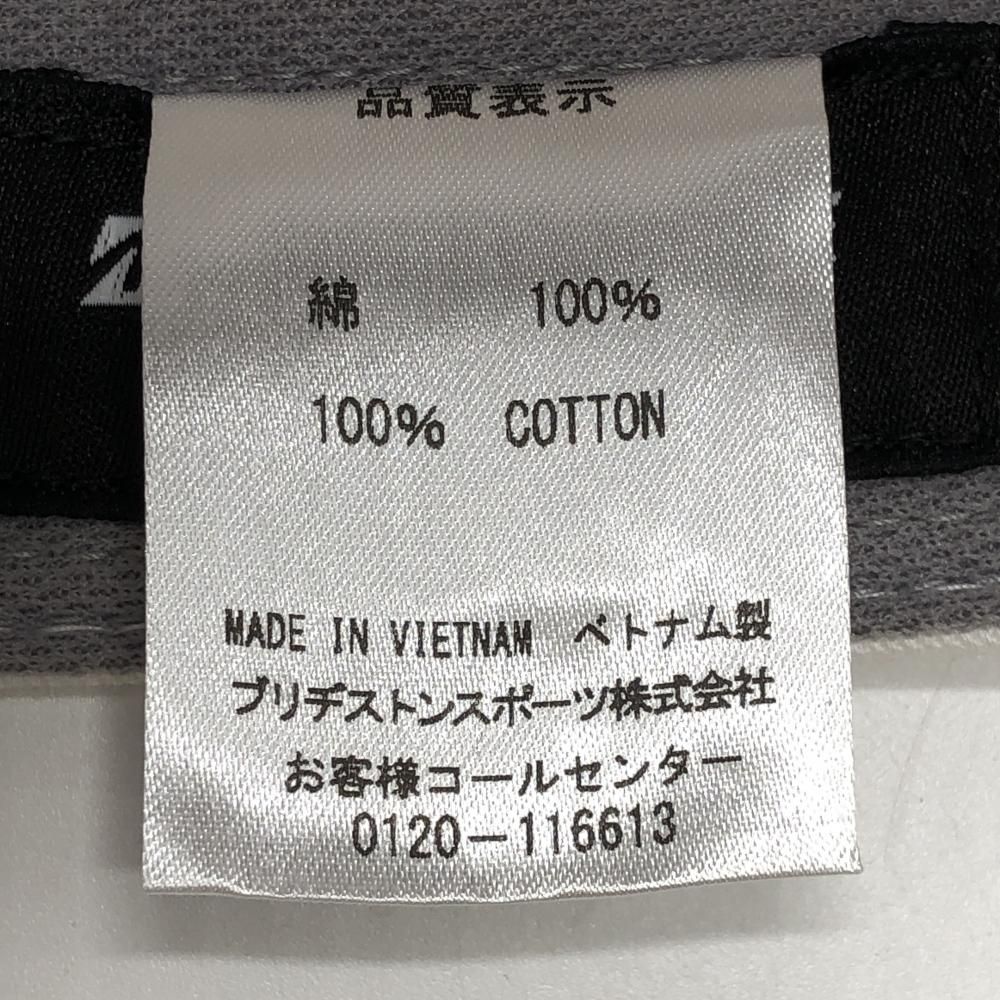 品質表示
綿 100%
100% COTTON
MADE IN VIETNAM ベトナム製
ブリヂストンスポーツ株式会社
お客様コールセンター
0120-116613